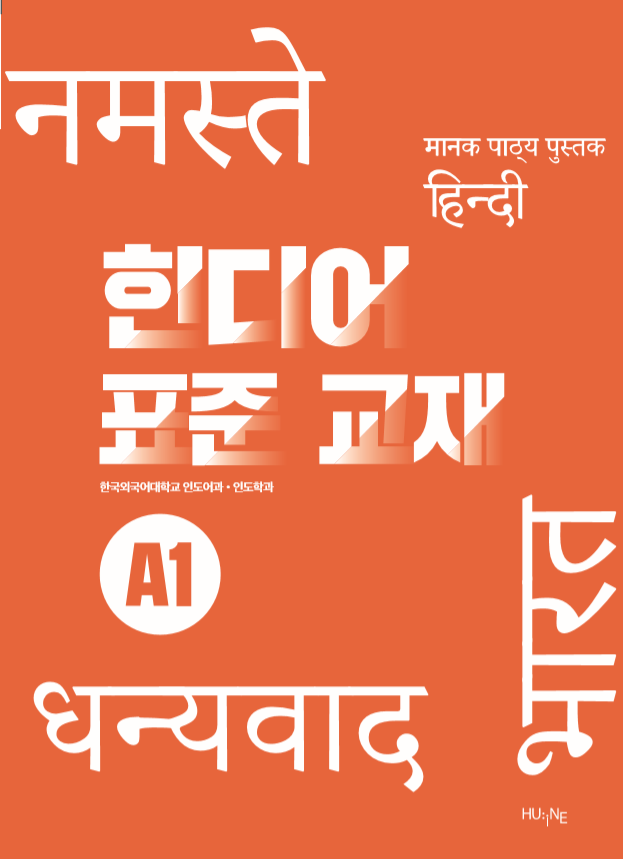 नमस्ते
मानक पाठ्य पुस्तक
हिन्दी
힌디어
표준 교재
한국외국어대학교 인도어과・인도학과
A1
भारत
धन्यवाद
HU:iNE